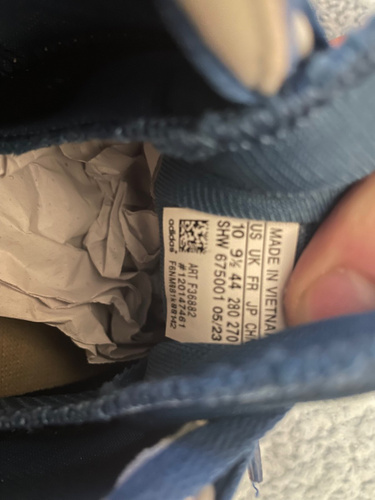 MADE IN VIETNAM
US UK FR JP CHN
10 9½ 44 280 270
SHW 675001 05/23
ART F36882
#1201147461
adidas